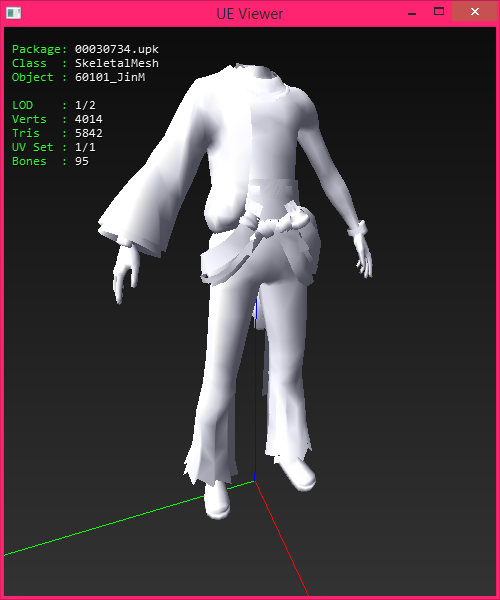 UE Viewer
Package: 00030734.upk
Class : SkeletalMesh
Object : 60101_JinM
LOD : 1/2
Verts : 4014
Tris : 5842
UV Set : 1/1
Bones : 95